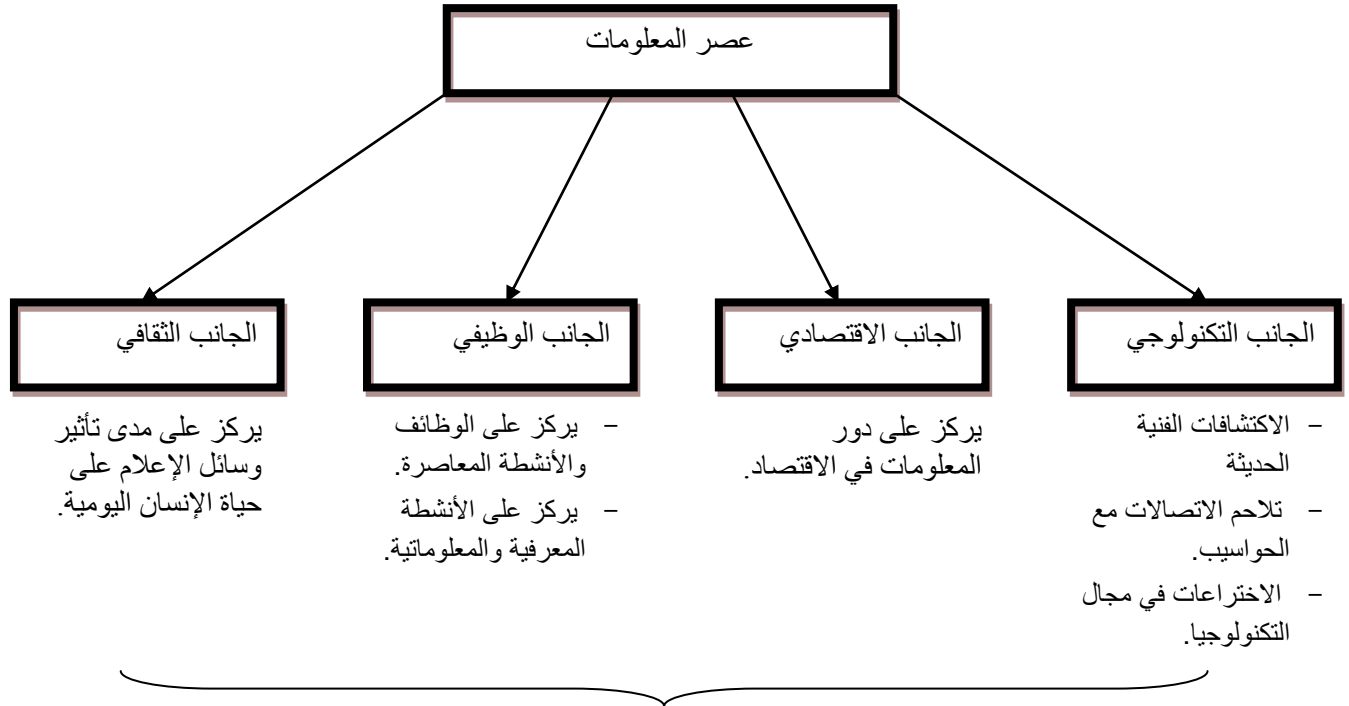 عصر المعلومات
الجانب التكنولوجي
– الاكتشافات الفنية
الحديثة
– تلاحم الاتصالات مع
الحواسيب.
– الاختراعات في مجال
التكنولوجيا.
الجانب الاقتصادي
يركز على دور
المعلومات في الاقتصاد.
الجانب الوظيفي
– يركز على الوظائف
والأنشطة المعاصرة.
– يركز على الأنشطة
المعرفية والمعلوماتية.
الجانب الثقافي
يركز على مدى تأثير
وسائل الإعلام على
حياة الإنسان اليومية.